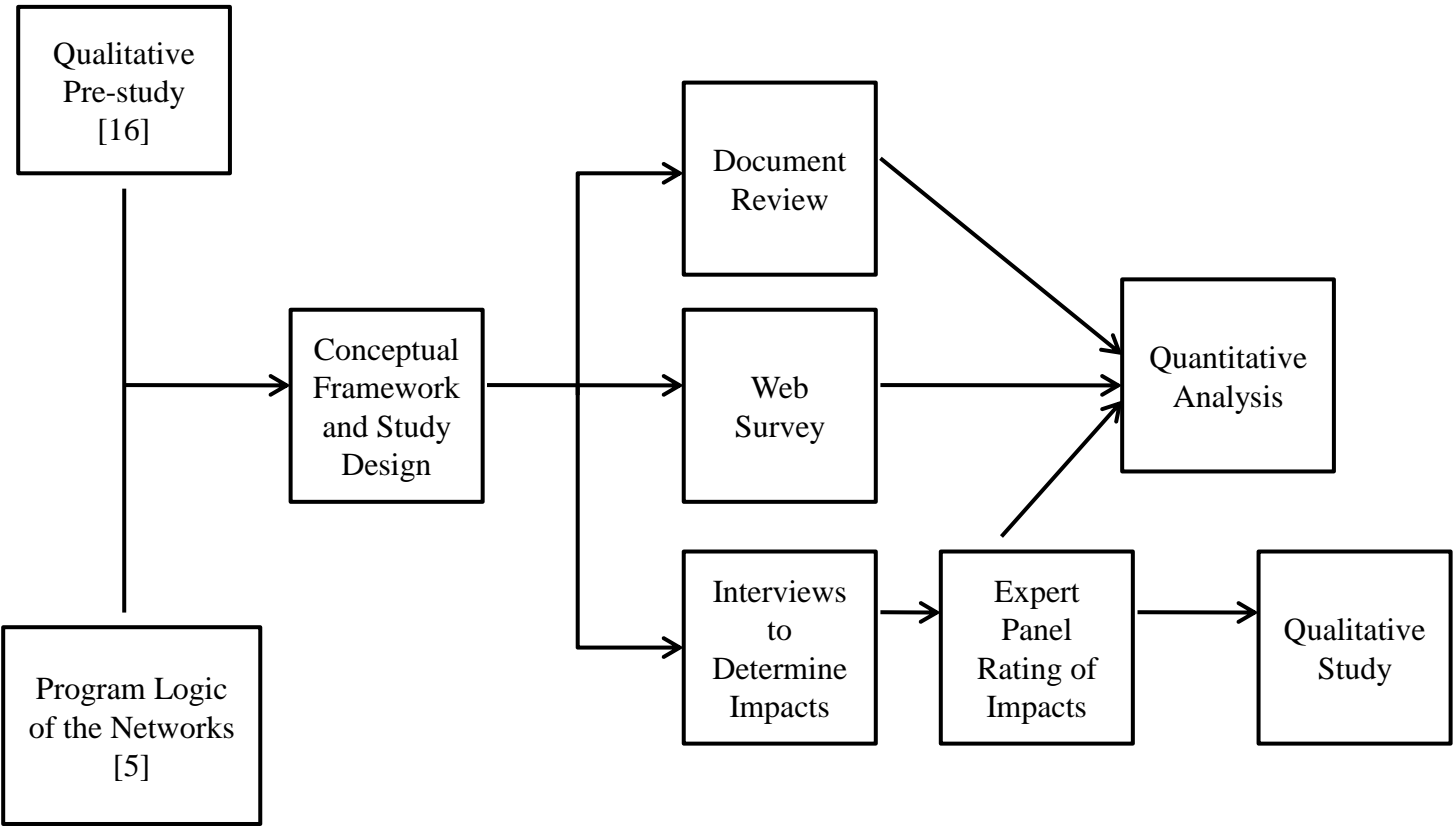 Qualitative
Pre-study
[16]
Program Logic
of the Networks
[5]
Conceptual
Framework
and Study
Design
Document
Review
Web
Survey
Interviews
to
Determine
Impacts
Expert
Panel
Rating of
Impacts
Quantitative
Analysis
Qualitative
Study